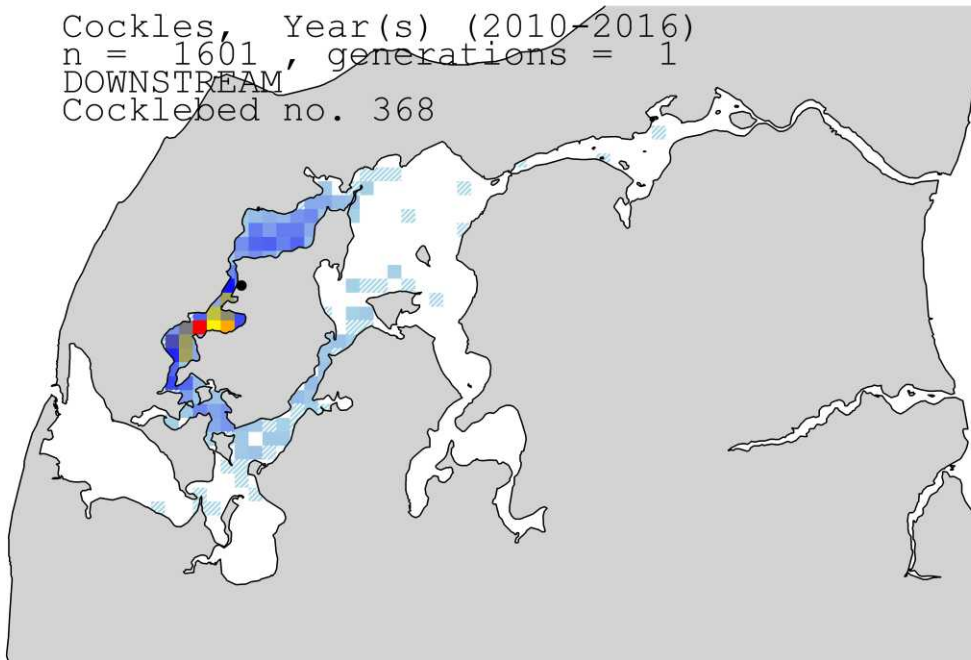 Cockles, Year(s) (2010-2016)
n = 1601 , generations = 1
DOWNSTREAM
Cocklebed no. 368